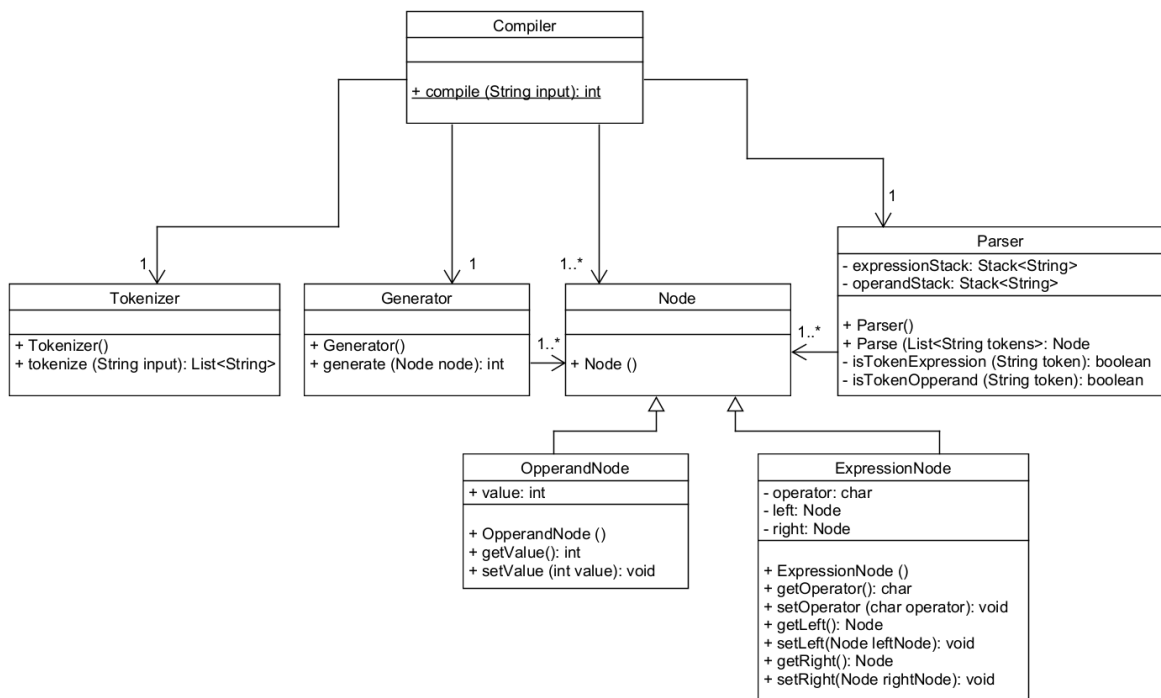 Compiler
+ compile (String input): int
1
1
1..*
1
Tokenizer
+ Tokenizer()
+ tokenize (String input): List<String>
Generator
+ Generator()
+ generate (Node node): int
1..*
Node
+ Node ()
1..*
Parser
- expressionStack: Stack<String>
- operandStack: Stack<String>
+ Parser()
+ Parse (List<String tokens>: Node
- isTokenExpression (String token): boolean
- isTokenOpperand (String token): boolean
OpperandNode
+ value: int
+ OpperandNode ()
+ getValue(): int
+ setValue (int value): void
ExpressionNode
- operator: char
- left: Node
- right: Node
+ ExpressionNode ()
+ getOperator(): char
+ setOperator (char operator): void
+ getLeft(): Node
+ setLeft(Node leftNode): void
+ getRight(): Node
+ setRight(Node rightNode): void